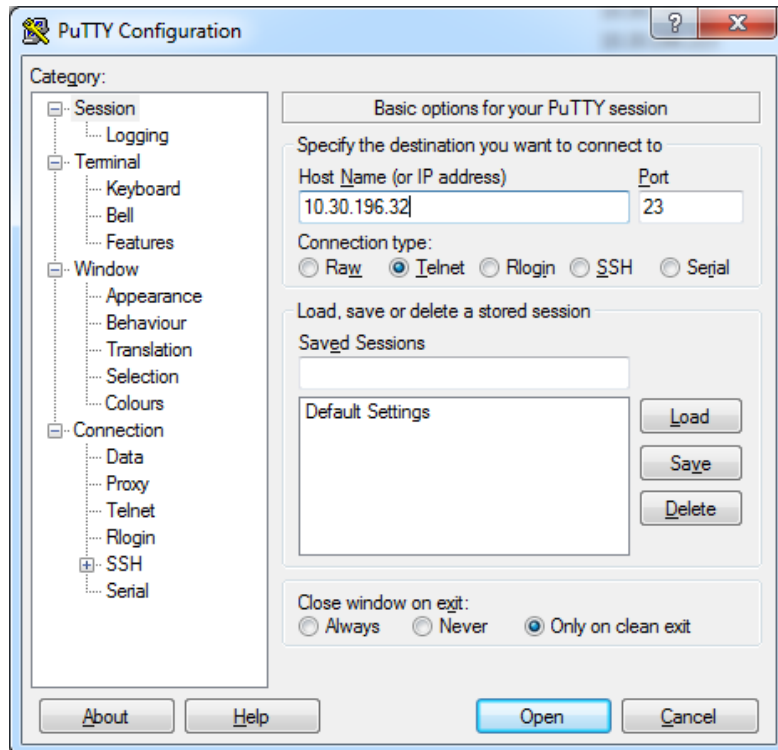 PuTTY Configuration
Category:
Session
Logging
Terminal
Keyboard
Bell
Features
Window
Appearance
Behaviour
Translation
Selection
Colours
Connection
Data
Proxy
Telnet
Rlogin
SSH
Serial
Basic options for your PuTTY session
Specify the destination you want to connect to
Host Name (or IP address) Port
10.30.196.32 23
Connection type:
Raw Telnet Rlogin SSH Serial
Load, save or delete a stored session
Saved Sessions
Default Settings
Load
Save
Delete
Close window on exit:
Always Never Only on clean exit
About Help Open Cancel